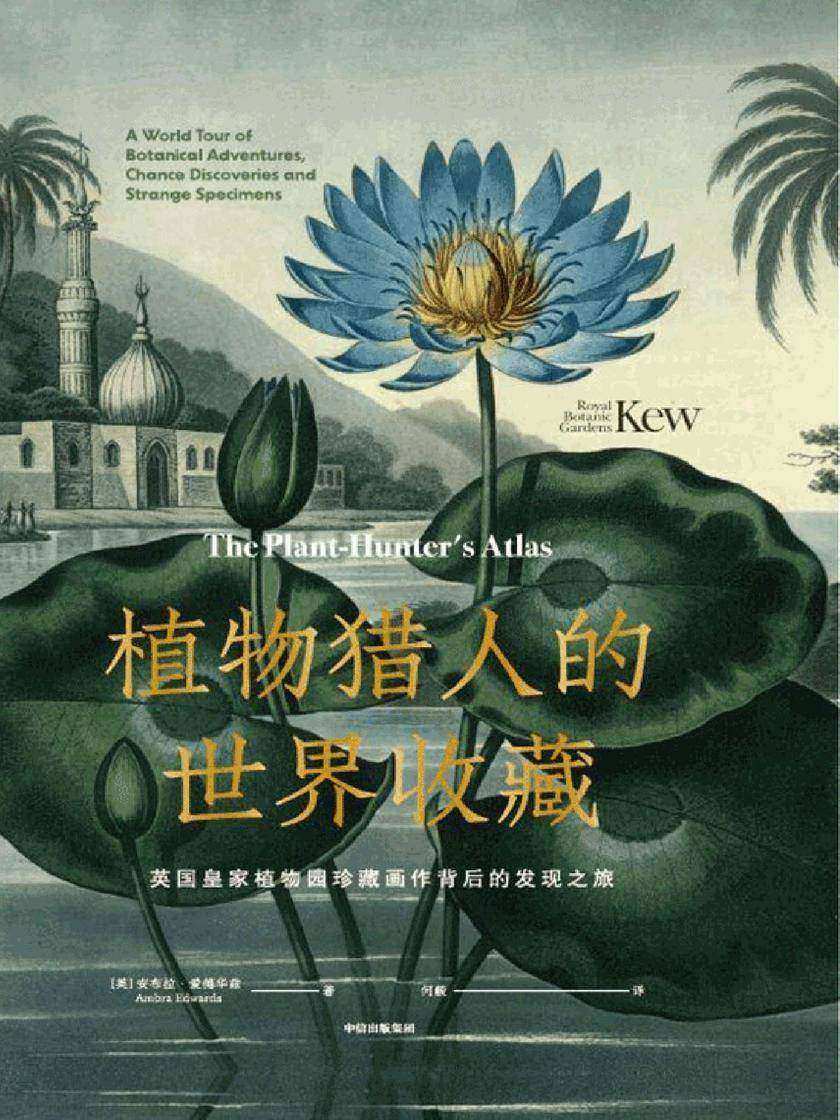 A World Tour of
Botanical Adventures,
Chance Discoveries and
Strange Specimens
Royal
Botanic
Gardens Kew
The Plant-Hunter's Atlas
植物猎人的
世界收藏
英国皇家植物园珍藏画作背后的发现之旅
[英]安布拉·爱德华兹 著 何毅 译
Ambra Edwards
中信出版集团